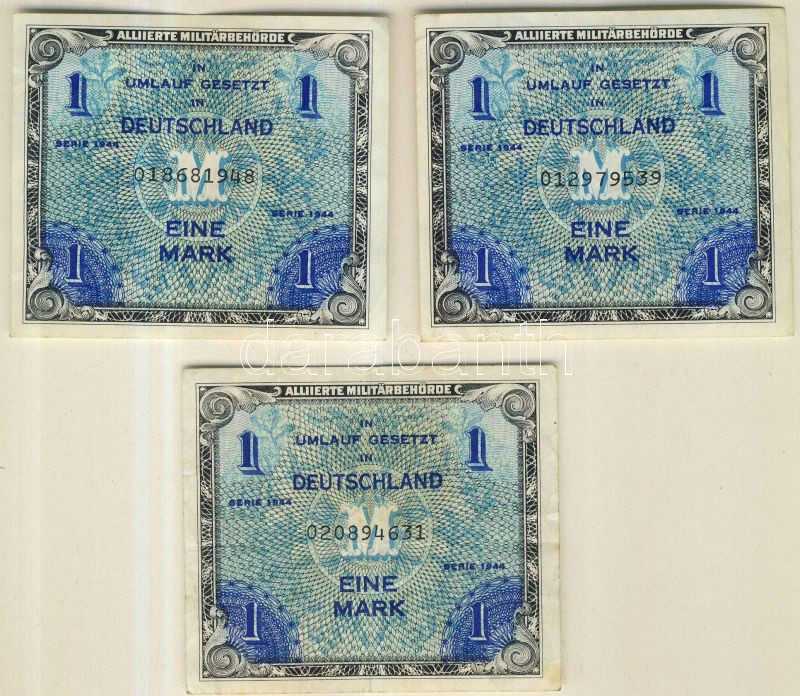 ALLIIERTE MILITÄRBEHÖRDE
1 IN 1
UMLAUF GESETZT
IN
DEUTSCHLAND
SERIE 1944
M
018681948
SERIE 1944
EINE
MARK
1 1
ALLIIERTE MILITÄRBEHÖRDE
1 IN 1
UMLAUF GESETZT
IN
DEUTSCHLAND
SERIE 1944
M
012979539
SERIE 1944
EINE
MARK
1 1
darabanth
ALLIIERTE MILITÄRBEHÖRDE
1 IN 1
UMLAUF GESETZT
IN
DEUTSCHLAND
SERIE 1944
M
020894631
SERIE 1944
EINE
MARK
1 1